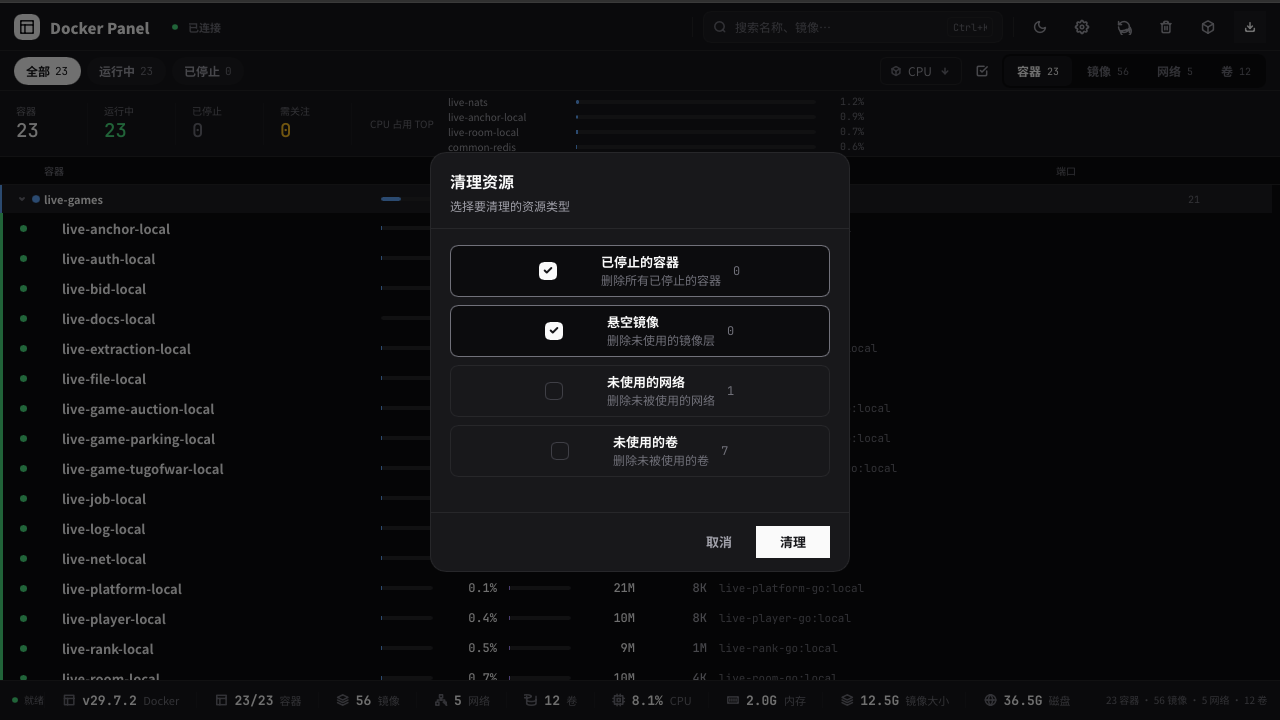 Docker Panel 已连接 搜索名称、镜像… Ctrl+K
全部 23 运行中 23 已停止 0 CPU 容器 23 镜像 56 网络 5 卷 12
容器 运行中 已停止 需关注
23 23 0 0
CPU 占用 TOP
live-nats 1.2%
live-anchor-local 0.9%
live-room-local 0.7%
common-redis 0.6%
容器 端口
live-games 21
live-anchor-local
live-auth-local
live-bid-local
live-docs-local
live-extraction-local local
live-file-local
live-game-auction-local o:local
live-game-parking-local o:local
live-game-tugofwar-local go:local
live-job-local
live-log-local
live-net-local
live-platform-local 0.1% 21M 8K live-platform-go:local
live-player-local 0.4% 10M 8K live-player-go:local
live-rank-local 0.5% 9M 1M live-rank-go:local
live-room-local 0.7% 10M 4K live-room-go:local
清理资源
选择要清理的资源类型
已停止的容器
删除所有已停止的容器 0
悬空镜像
删除未使用的镜像层 0
未使用的网络
删除未被使用的网络 1
未使用的卷
删除未被使用的卷 7
取消 清理
就绪 v29.7.2 Docker 23/23 容器 56 镜像 5 网络 12 卷 8.1% CPU 2.0G 内存 12.5G 镜像大小 36.5G 磁盘 23 容器 · 56 镜像 · 5 网络 · 12 卷